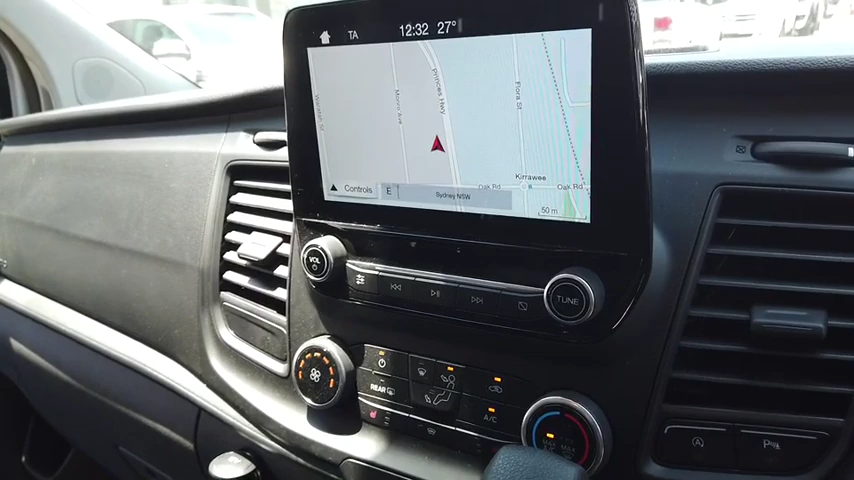 TA 12:32 27°
Princes Hwy
Moore Ave
Flora St
Kirrawee
Oak Rd
Oak Rd
Controls
E
Sydney NSW
50 m
VOL
TUNE
REAR
A/C
MAX